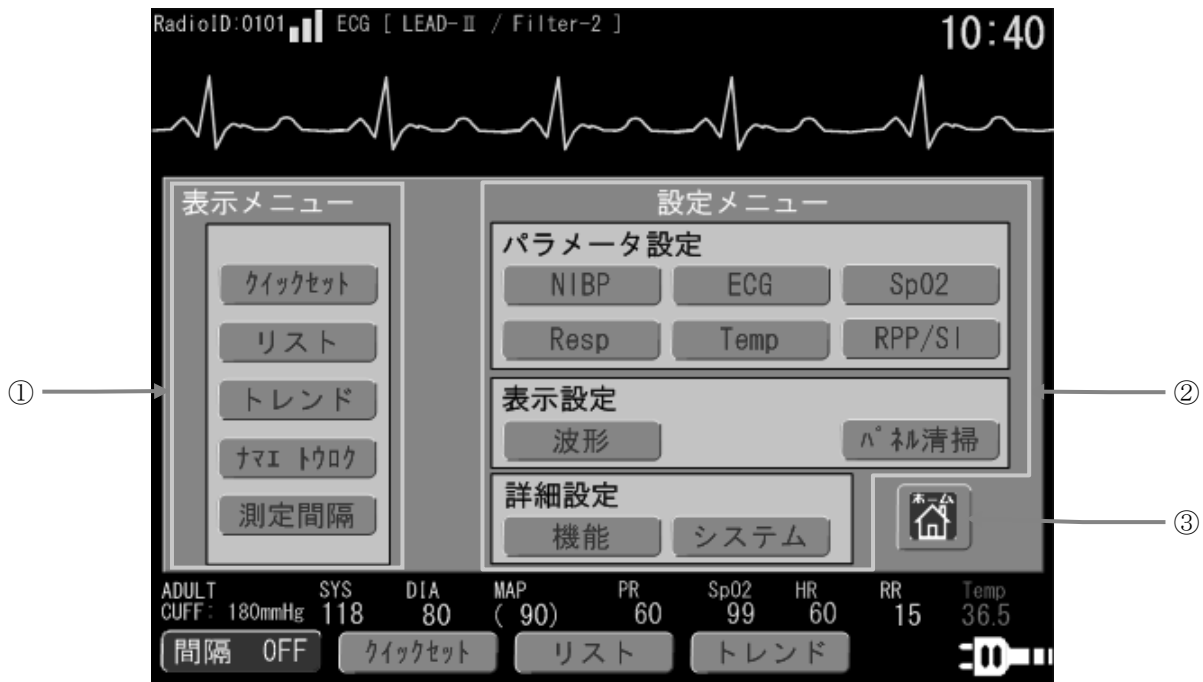 RadioID:0101 ECG [ LEAD-Ⅱ / Filter-2 ] 10:40
表示メニュー
ｸｲｯｸｾｯﾄ
リスト
トレンド
ﾅﾏｴ ﾄｳﾛｸ
測定間隔
設定メニュー
パラメータ設定
NIBP ECG SpO2
Resp Temp RPP/SI
表示設定
波形 ﾊﾟﾈﾙ清掃
詳細設定
機能 システム
ホーム
①
②
③
ADULT SYS DIA MAP PR SpO2 HR RR Temp
CUFF: 180mmHg 118 80 ( 90) 60 99 60 15 36.5
間隔 OFF ｸｲｯｸｾｯﾄ リスト トレンド